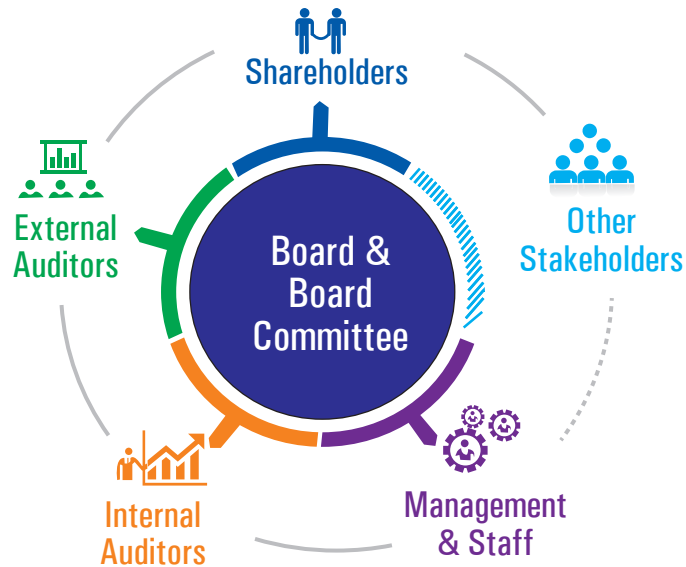 Shareholders
External
Auditors
Other
Stakeholders
Board &
Board
Committee
Internal
Auditors
Management
& Staff